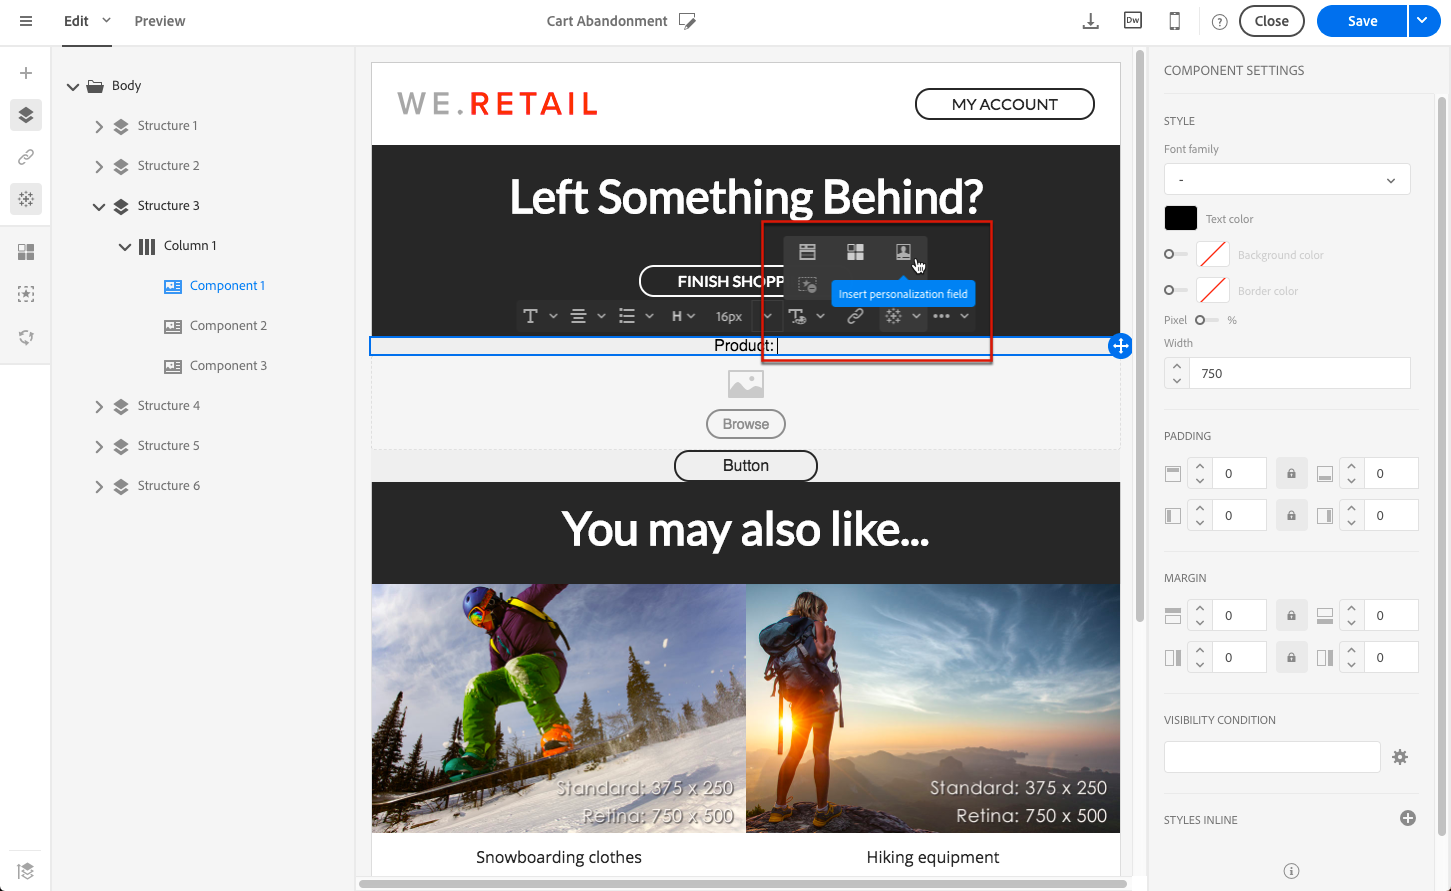 Edit
Preview
Cart Abandonment
Dw
?
Close
Save
Body
Structure 1
Structure 2
Structure 3
Column 1
Component 1
Component 2
Component 3
Structure 4
Structure 5
Structure 6
WE.RETAIL
MY ACCOUNT
Left Something Behind?
FINISH SHOPP
Insert personalization field
T
H
16px
T
Product:
Browse
Button
You may also like...
Standard: 375 x 250
Retina: 750 x 500
Standard: 375 x 250
Retina: 750 x 500
Snowboarding clothes
Hiking equipment
COMPONENT SETTINGS
STYLE
Font family
-
Text color
Background color
Border color
Pixel %
Width
750
PADDING
0 0
0 0
MARGIN
0 0
0 0
VISIBILITY CONDITION
STYLES INLINE